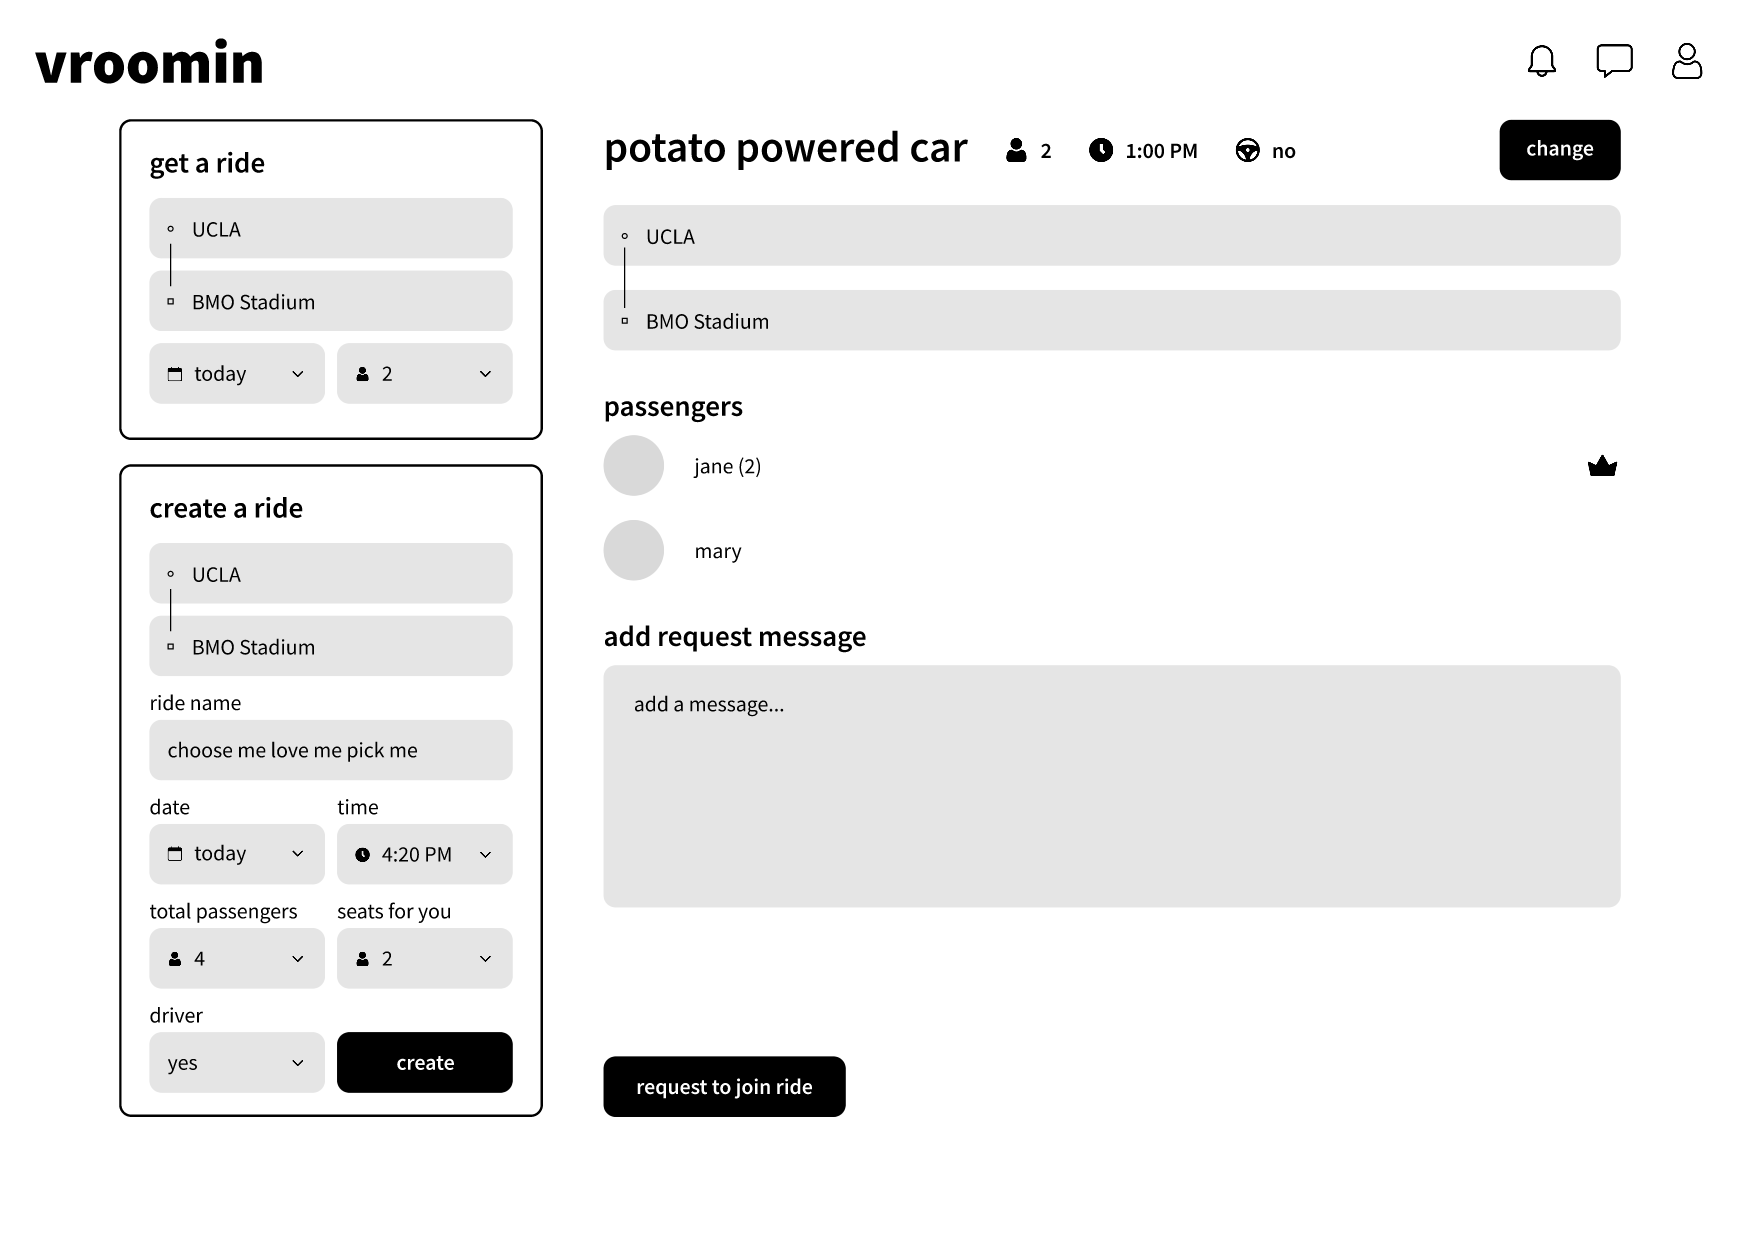 vroomin
get a ride
UCLA
BMO Stadium
today
2
create a ride
UCLA
BMO Stadium
ride name
choose me love me pick me
date
time
today
4:20 PM
total passengers
seats for you
4
2
driver
yes
create
potato powered car
2
1:00 PM
no
change
UCLA
BMO Stadium
passengers
jane (2)
mary
add request message
add a message...
request to join ride